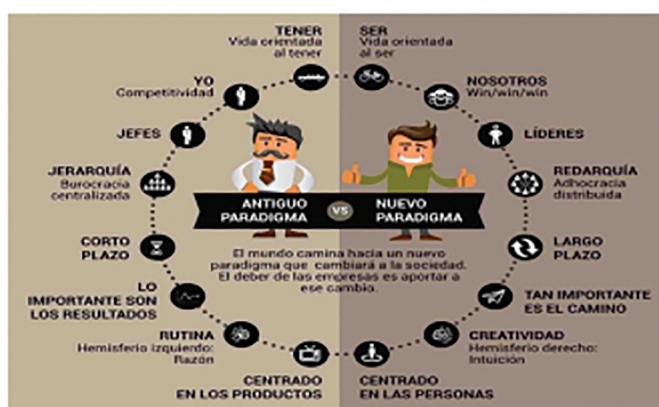 TENER
Vida orientada
al tener
SER
Vida orientada
al ser
YO
Competitividad
NOSOTROS
Win/win/win
JEFES
LÍDERES
JERARQUÍA
Burocracia
centralizada
REDARQUÍA
Adhocracia
distribuida
ANTIGUO
PARADIGMA
VS
NUEVO
PARADIGMA
CORTO
PLAZO
LARGO
PLAZO
El mundo camina hacia un nuevo
paradigma que cambiará a la sociedad.
El deber de las empresas es aportar a
ese cambio.
LO
IMPORTANTE SON
LOS RESULTADOS
TAN IMPORTANTE
ES EL CAMINO
RUTINA
Hemisferio izquierdo:
Razón
CREATIVIDAD
Hemisferio derecho:
Intuición
CENTRADO
EN LOS PRODUCTOS
CENTRADO
EN LAS PERSONAS